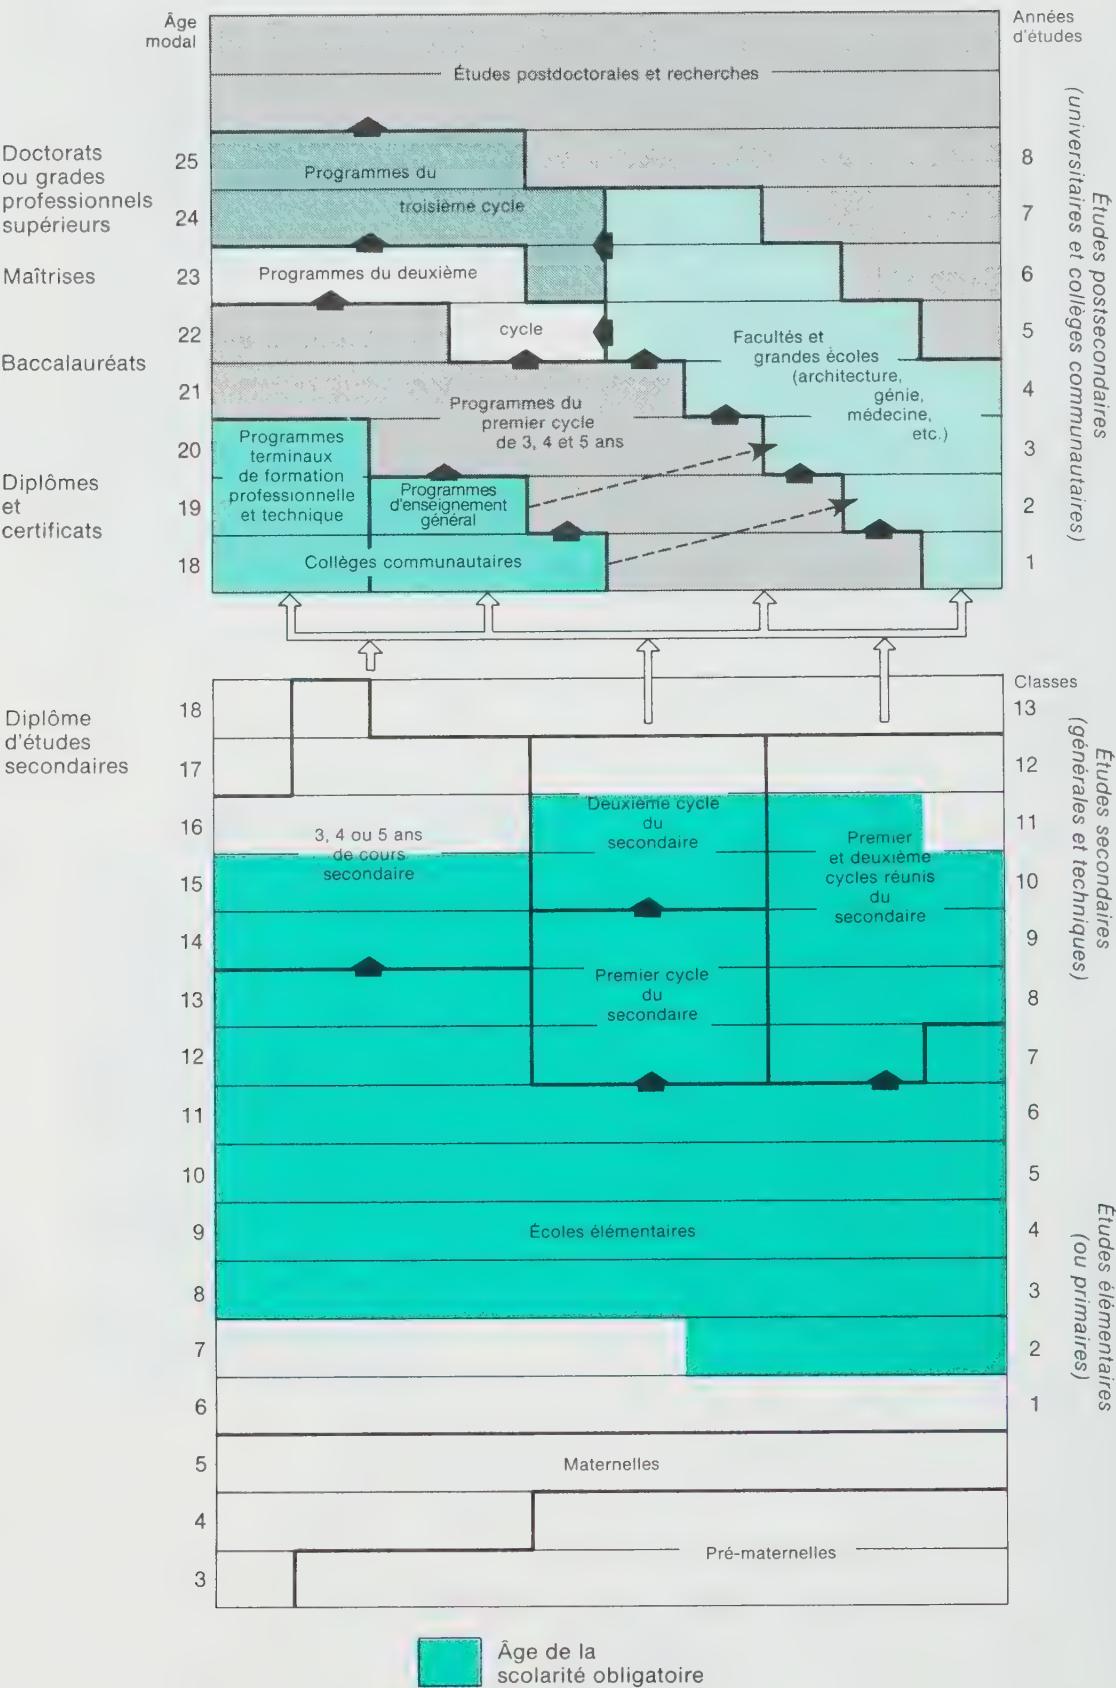 Âge
modal
Années
d'études
Études postdoctorales et recherches
Doctorats
ou grades
professionnels
supérieurs
25
Programmes du
8
24
troisième cycle
7
Maîtrises
23
Programmes du deuxième
6
22
cycle
5
Facultés et
grandes écoles
(architecture,
génie,
médecine,
etc.)
Baccalauréats
21
4
Programmes du
premier cycle
de 3, 4 et 5 ans
20
3
Programmes
terminaux
de formation
professionnelle
et technique
Diplômes
et
certificats
19
Programmes
d'enseignement
général
2
18
Collèges communautaires
1
Études postsecondaires
(universitaires et collèges communautaires)
Classes
Diplôme
d'études
secondaires
18
13
17
12
16
11
3, 4 ou 5 ans
de cours
secondaire
Deuxième cycle
du
secondaire
Premier
et deuxième
cycles réunis
du
secondaire
15
10
14
9
13
8
Premier cycle
du
secondaire
12
7
Études secondaires
(générales et techniques)
11
6
10
5
9
Écoles élémentaires
4
8
3
7
2
6
1
Études élémentaires
(ou primaires)
5
Maternelles
4
Pré-maternelles
3
Âge de la
scolarité obligatoire